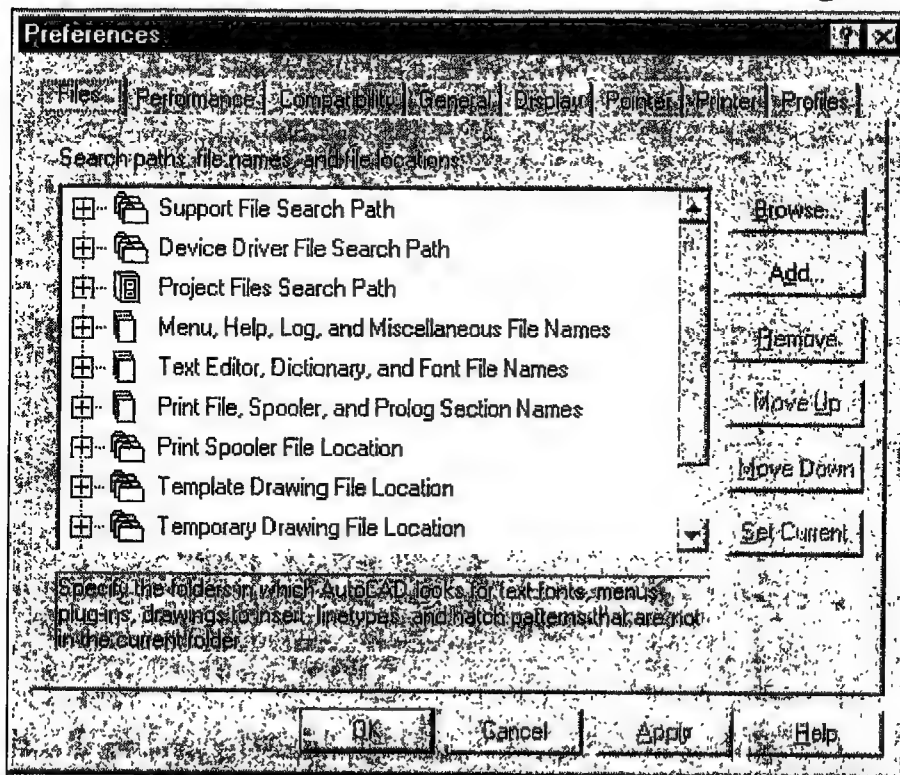 Preferences
Files Performance Compatibility General Display Pointer Printer Profiles
Search paths, file names, and file locations:
Support File Search Path
Device Driver File Search Path
Project Files Search Path
Menu, Help, Log, and Miscellaneous File Names
Text Editor, Dictionary, and Font File Names
Print File, Spooler, and Prolog Section Names
Print Spooler File Location
Template Drawing File Location
Temporary Drawing File Location
Browse...
Add...
Remove
Move Up
Move Down
Set Current
Specify the folders in which AutoCAD looks for text fonts, menus,
plug-ins, drawings to insert, linetypes, and hatch patterns that are not
in the current folder.
OK Cancel Apply Help